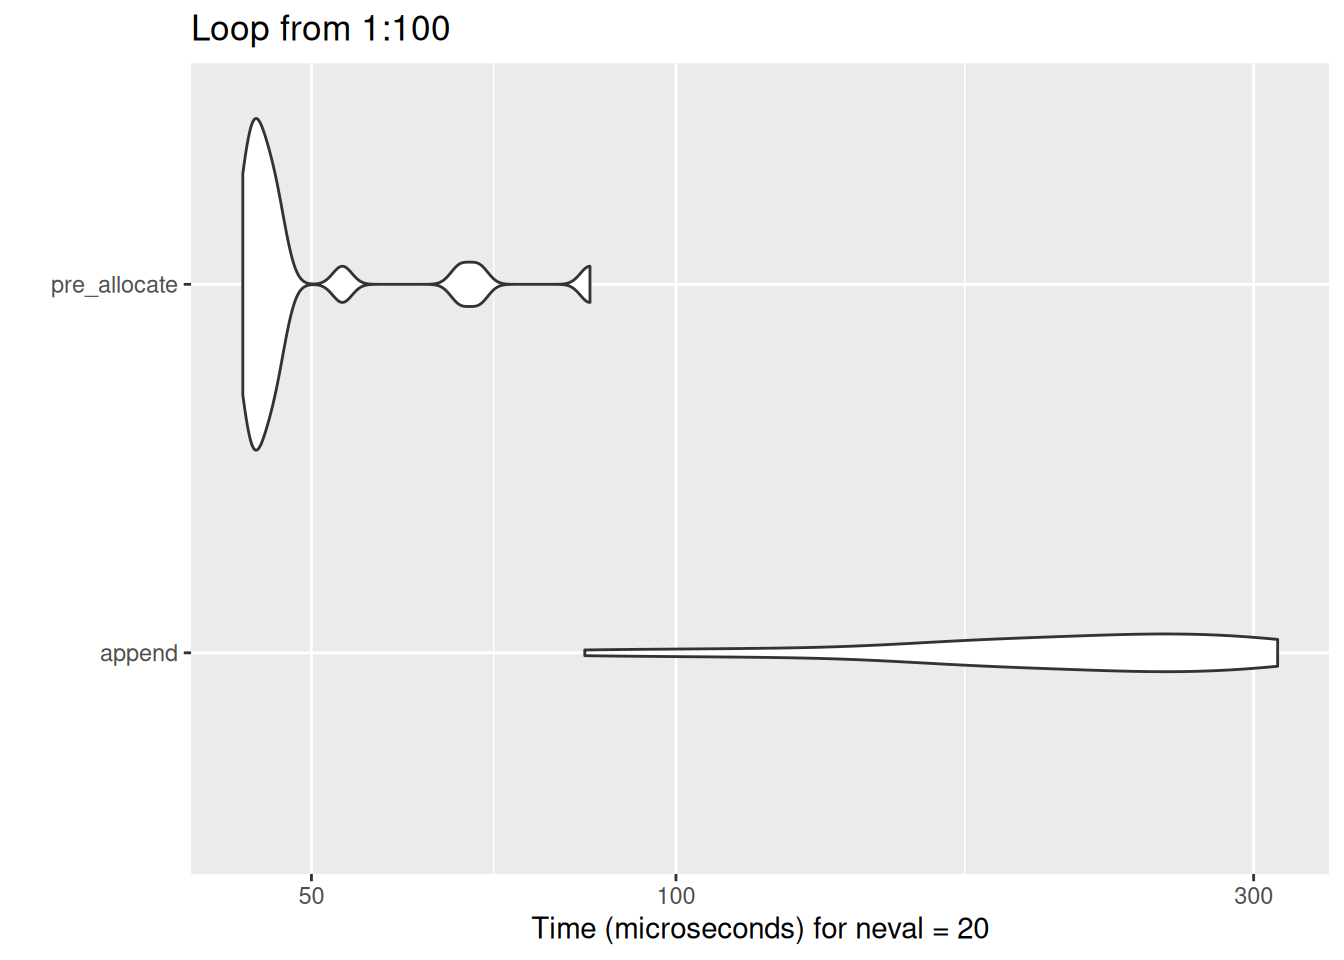 Loop from 1:100
pre_allocate
append
50 100 300
Time (microseconds) for neval = 20